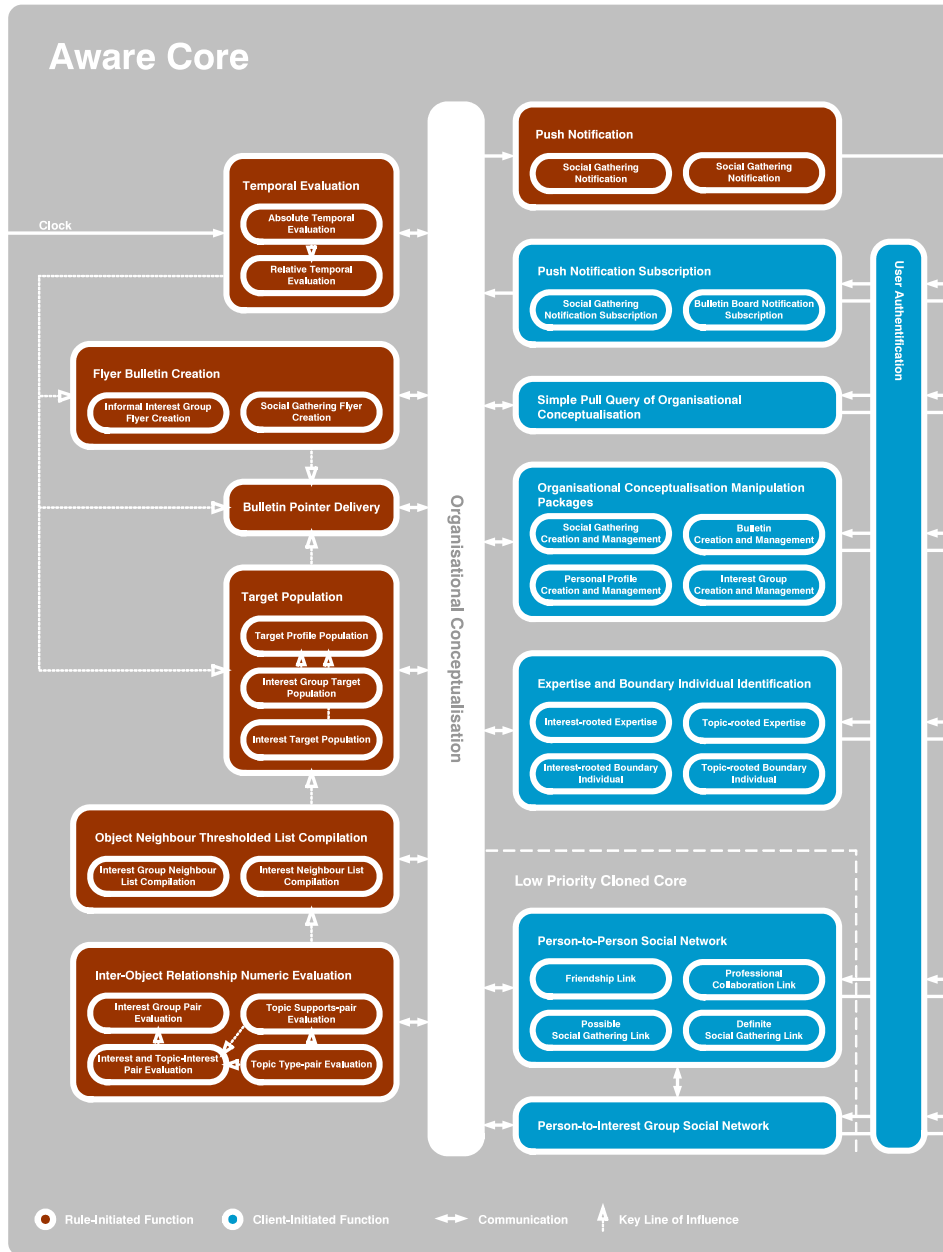 Aware Core
Clock
Temporal Evaluation
Absolute Temporal
Evaluation
Relative Temporal
Evaluation
Flyer Bulletin Creation
Informal Interest Group
Flyer Creation
Social Gathering Flyer
Creation
Bulletin Pointer Delivery
Target Population
Target Profile Population
Interest Group Target
Population
Interest Target Population
Object Neighbour Thresholded List Compilation
Interest Group Neighbour
List Compilation
Interest Neighbour List
Compilation
Inter-Object Relationship Numeric Evaluation
Interest Group Pair
Evaluation
Topic Supports-pair
Evaluation
Interest and Topic-Interest
Pair Evaluation
Topic Type-pair Evaluation
Organisational Conceptualisation
Push Notification
Social Gathering
Notification
Social Gathering
Notification
Push Notification Subscription
Social Gathering
Notification Subscription
Bulletin Board Notification
Subscription
Simple Pull Query of Organisational
Conceptualisation
Organisational Conceptualisation Manipulation
Packages
Social Gathering
Creation and Management
Bulletin
Creation and Management
Personal Profile
Creation and Management
Interest Group
Creation and Management
Expertise and Boundary Individual Identification
Interest-rooted Expertise
Topic-rooted Expertise
Interest-rooted Boundary
Individual
Topic-rooted Boundary
Individual
Low Priority Cloned Core
Person-to-Person Social Network
Friendship Link
Professional
Collaboration Link
Possible
Social Gathering Link
Definite
Social Gathering Link
Person-to-Interest Group Social Network
User Authentification
Rule-Initiated Function
Client-Initiated Function
Communication
Key Line of Influence